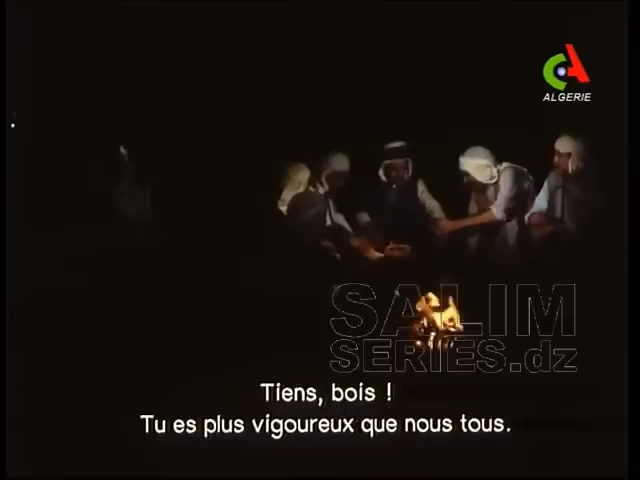 ALGERIE
SALIM
SERIES.dz
Tiens, bois !
Tu es plus vigoureux que nous tous.